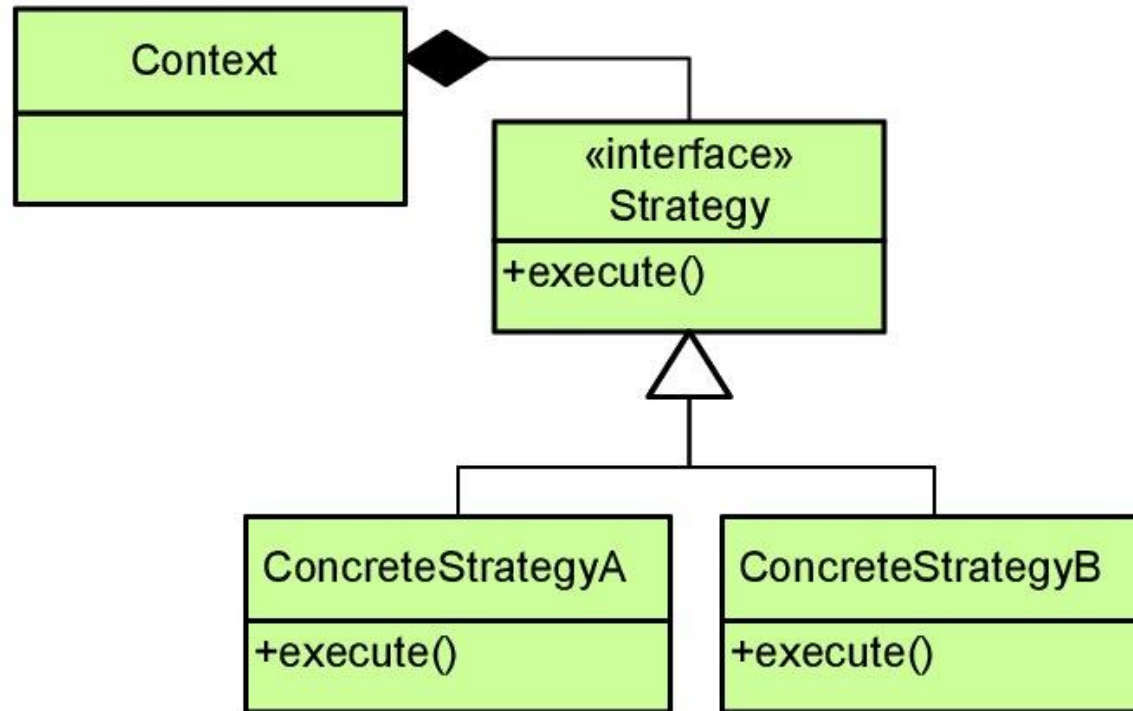 Context
«interface»
Strategy
+execute()
ConcreteStrategyA
+execute()
ConcreteStrategyB
+execute()